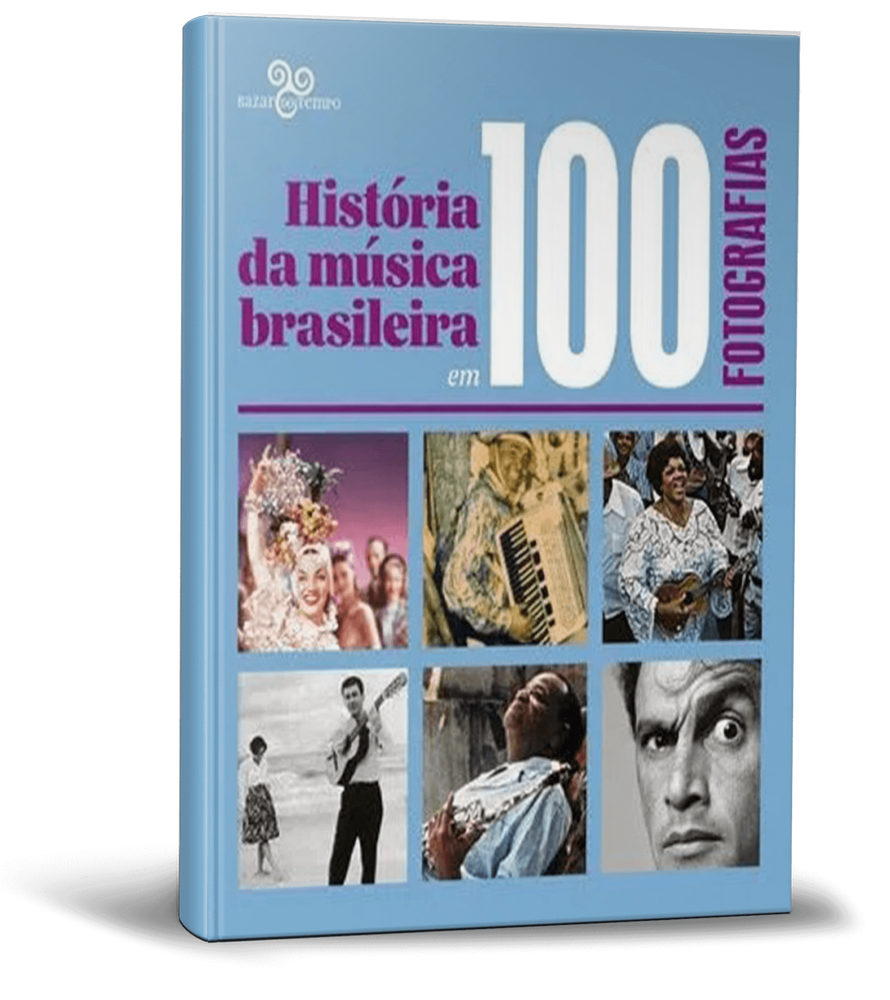 Bazar do Tempo
História
da música
brasileira
em
100
FOTOGRAFIAS